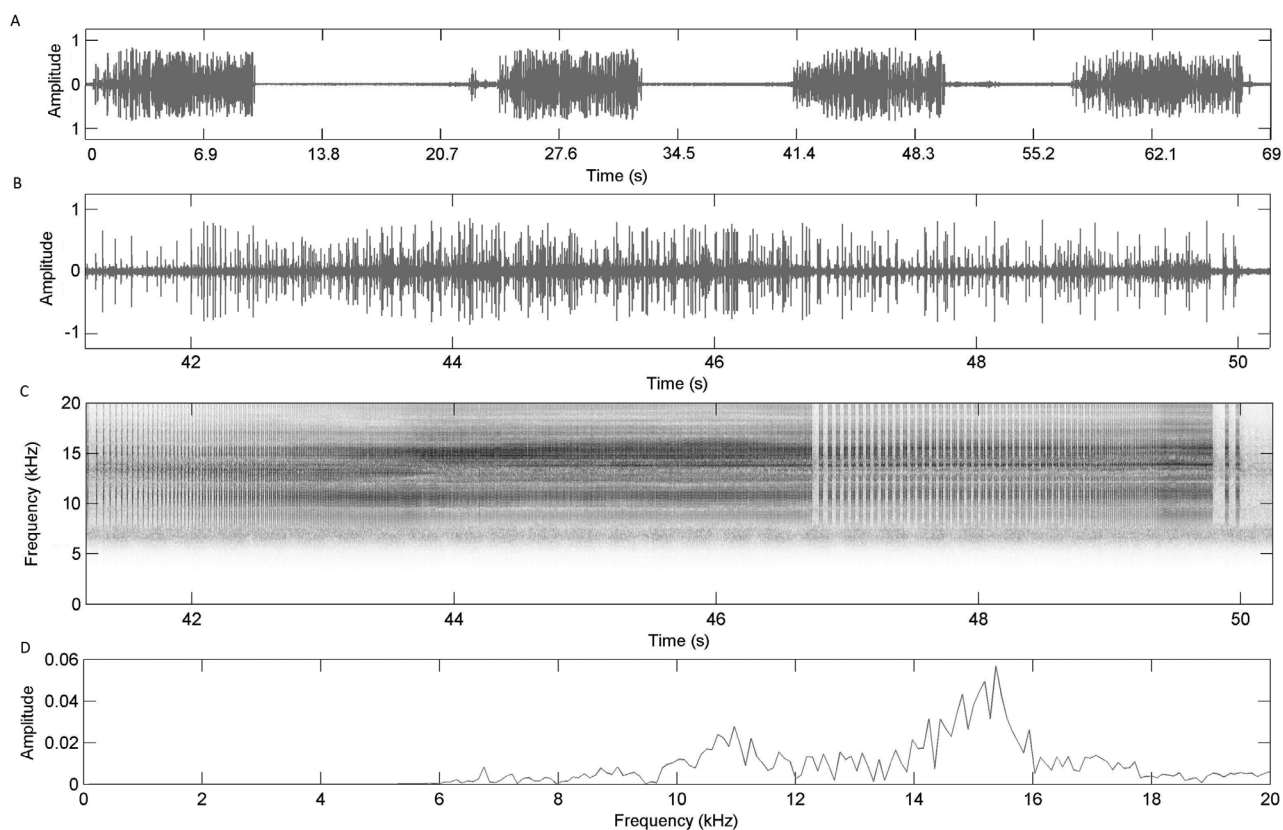 A
Amplitude
1
0
1
0 6.9 13.8 20.7 27.6 34.5 41.4 48.3 55.2 62.1 69
Time (s)
B
Amplitude
1
0
-1
42 44 46 48 50
Time (s)
C
Frequency (kHz)
20
15
10
5
0
42 44 46 48 50
Time (s)
D
Amplitude
0.06
0.04
0.02
0
0 2 4 6 8 10 12 14 16 18 20
Frequency (kHz)